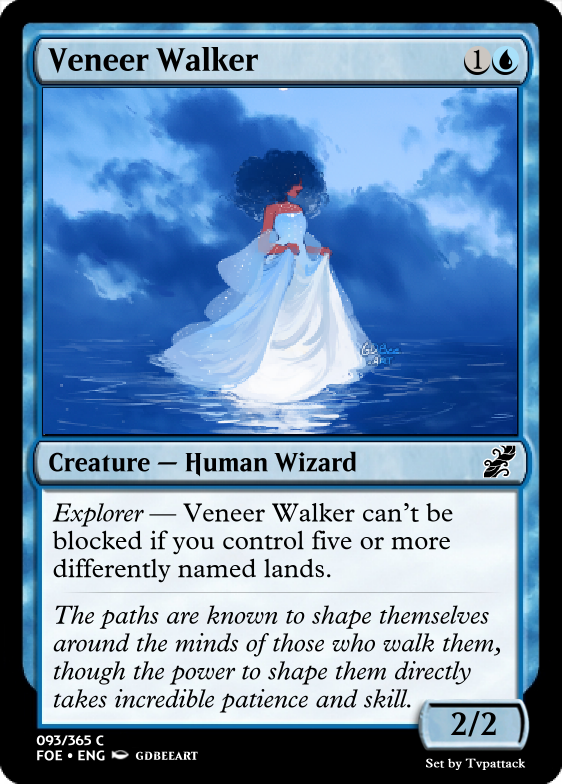 Veneer Walker
1
Creature — Human Wizard
Explorer — Veneer Walker can't be
blocked if you control five or more
differently named lands.
The paths are known to shape themselves
around the minds of those who walk them,
though the power to shape them directly
takes incredible patience and skill.
2/2
093/365 C
FOE • ENG GDBEEART
Set by Tvpattack